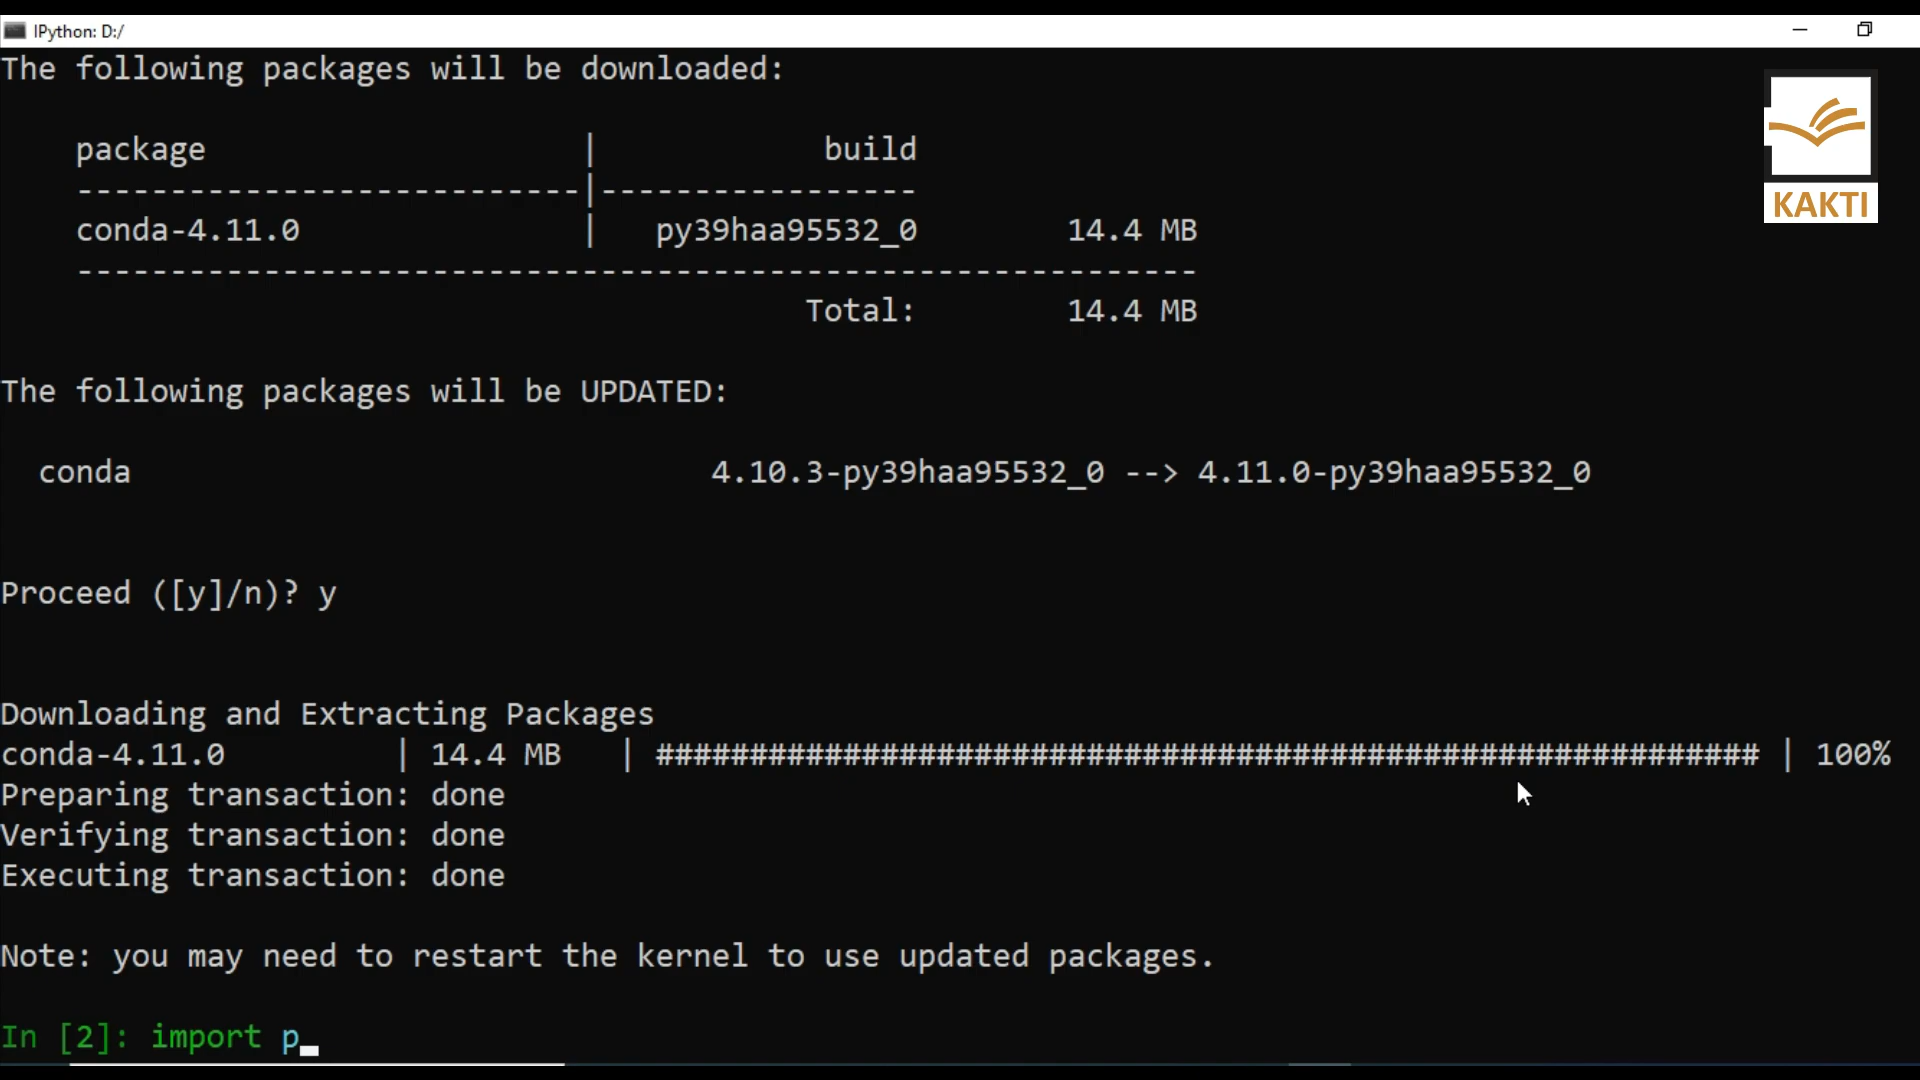 IPython: D:/
The following packages will be downloaded:
package | build
---------------------------|-----------------
conda-4.11.0 | py39haa95532_0 14.4 MB
------------------------------------------------------------
Total: 14.4 MB
The following packages will be UPDATED:
conda 4.10.3-py39haa95532_0 --> 4.11.0-py39haa95532_0
Proceed ([y]/n)? y
Downloading and Extracting Packages
conda-4.11.0 | 14.4 MB | ########################################################### | 100%
Preparing transaction: done
Verifying transaction: done
Executing transaction: done
Note: you may need to restart the kernel to use updated packages.
In [2]: import p
KAKTI